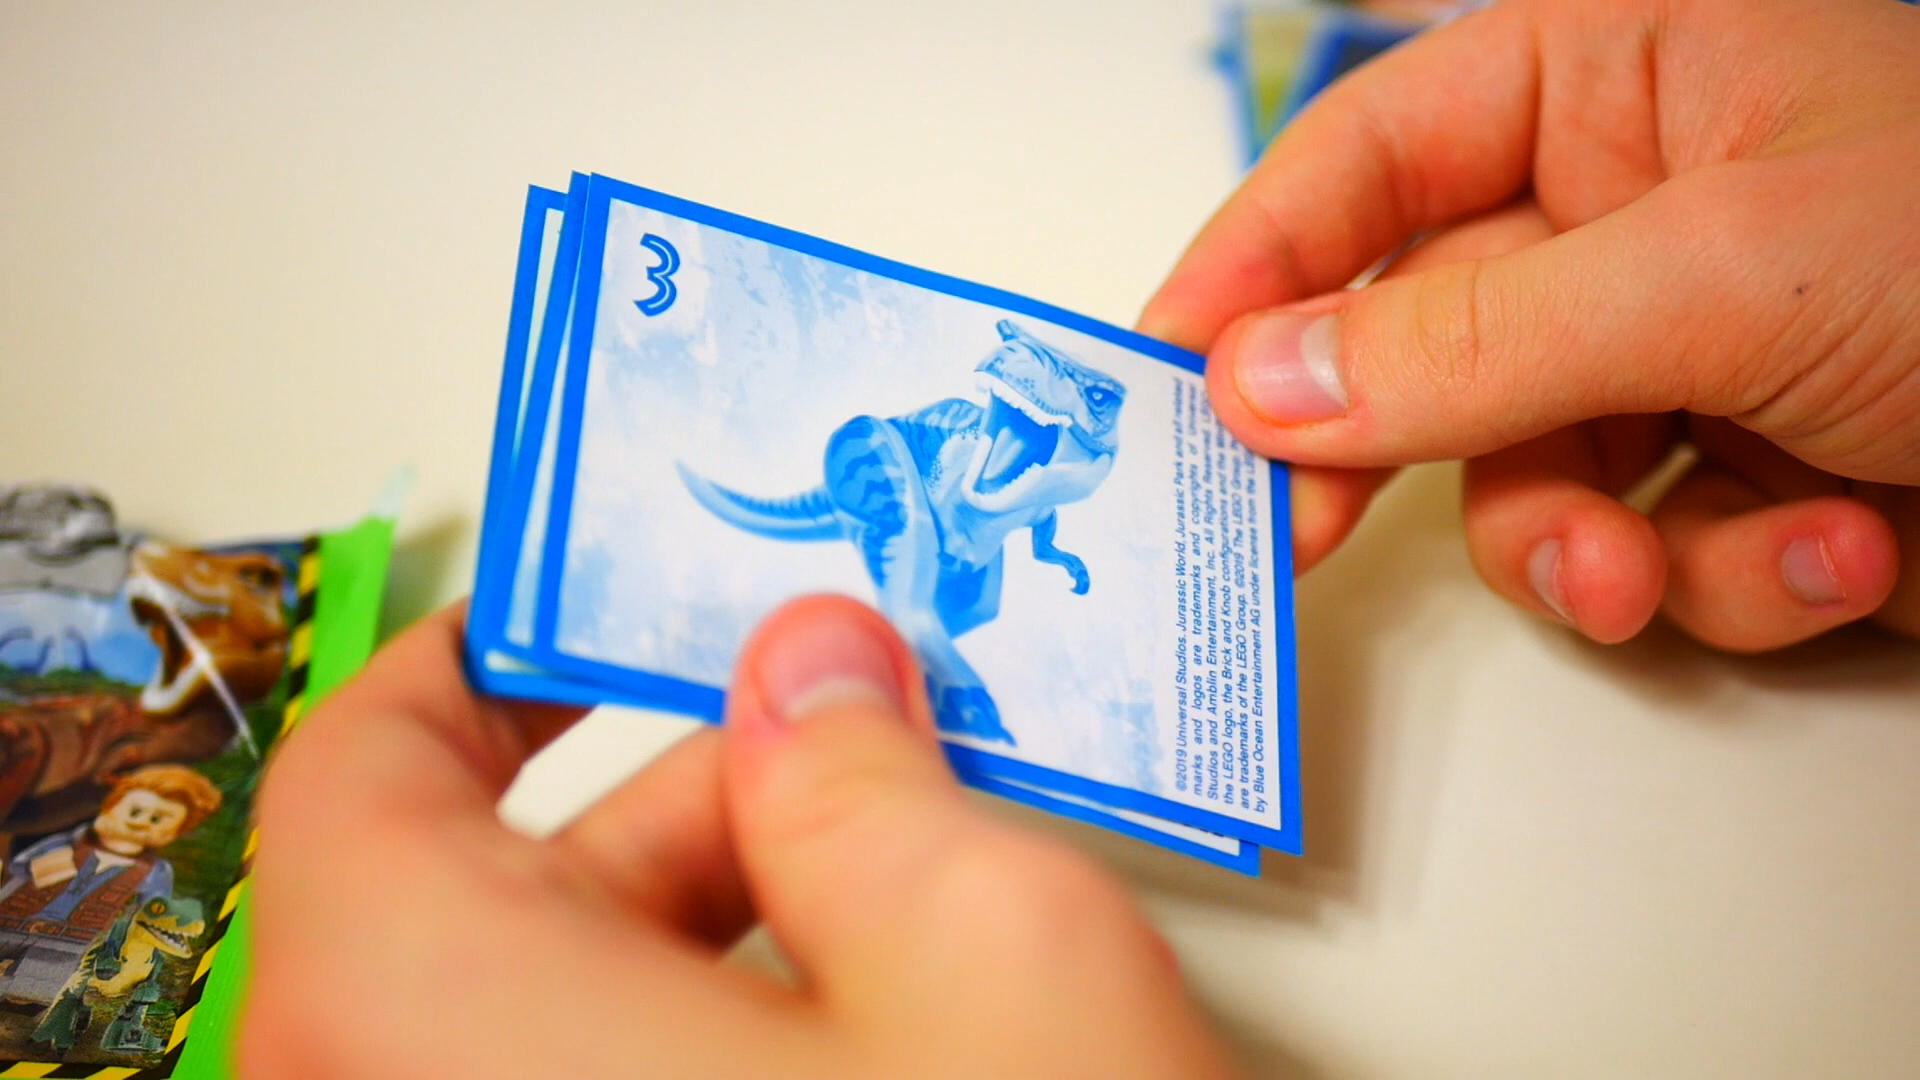 3
©2019 Universal Studios. Jurassic World, Jurassic Park and all related
marks and logos are trademarks and copyrights of Universal
Studios and Amblin Entertainment, Inc. All Rights Reserved.
the LEGO logo, the Brick and Knob configurations and the
are trademarks of the LEGO Group. ©2019 The LEGO Group.
by Blue Ocean Entertainment AG under license from the